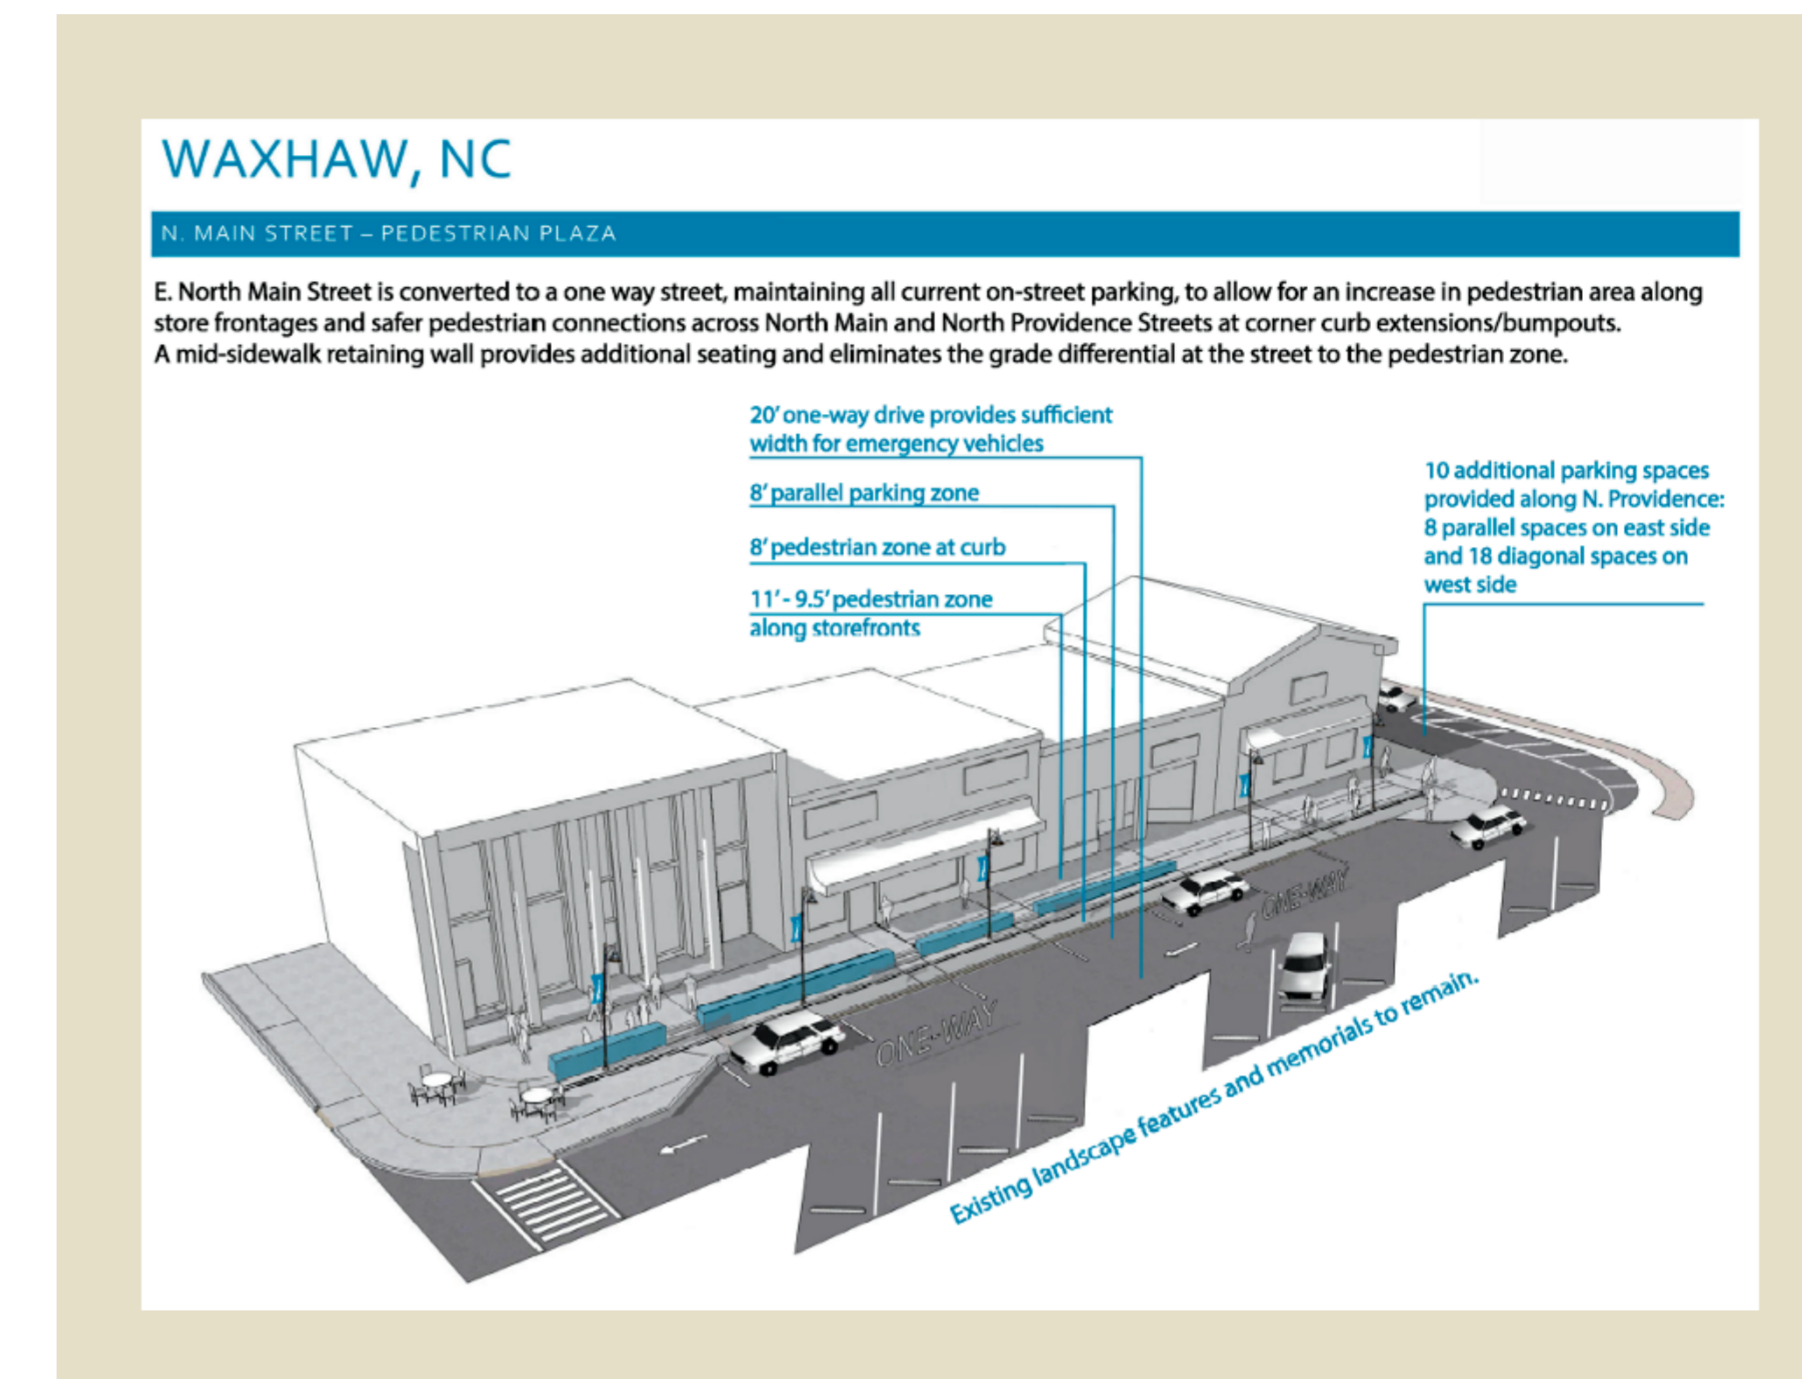 WAXHAW, NC
N. MAIN STREET – PEDESTRIAN PLAZA
E. North Main Street is converted to a one way street, maintaining all current on-street parking, to allow for an increase in pedestrian area along
store frontages and safer pedestrian connections across North Main and North Providence Streets at corner curb extensions/bumpouts.
A mid-sidewalk retaining wall provides additional seating and eliminates the grade differential at the street to the pedestrian zone.
20' one-way drive provides sufficient
width for emergency vehicles
8' parallel parking zone
8' pedestrian zone at curb
11' - 9.5' pedestrian zone
along storefronts
10 additional parking spaces
provided along N. Providence:
8 parallel spaces on east side
and 18 diagonal spaces on
west side
ONE-WAY
ONE-WAY
Existing landscape features and memorials to remain.